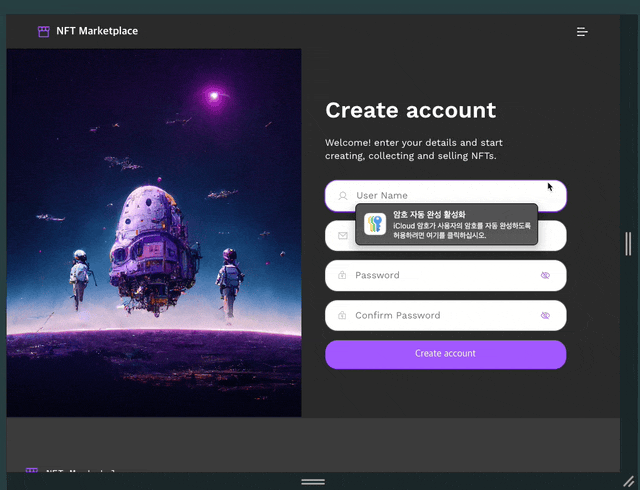 NFT Marketplace
Create account
Welcome! enter your details and start
creating, collecting and selling NFTs.
User Name
암호 자동 완성 활성화
iCloud 암호가 사용자의 암호를 자동 완성하도록
허용하려면 여기를 클릭하십시오.
Password
Confirm Password
Create account